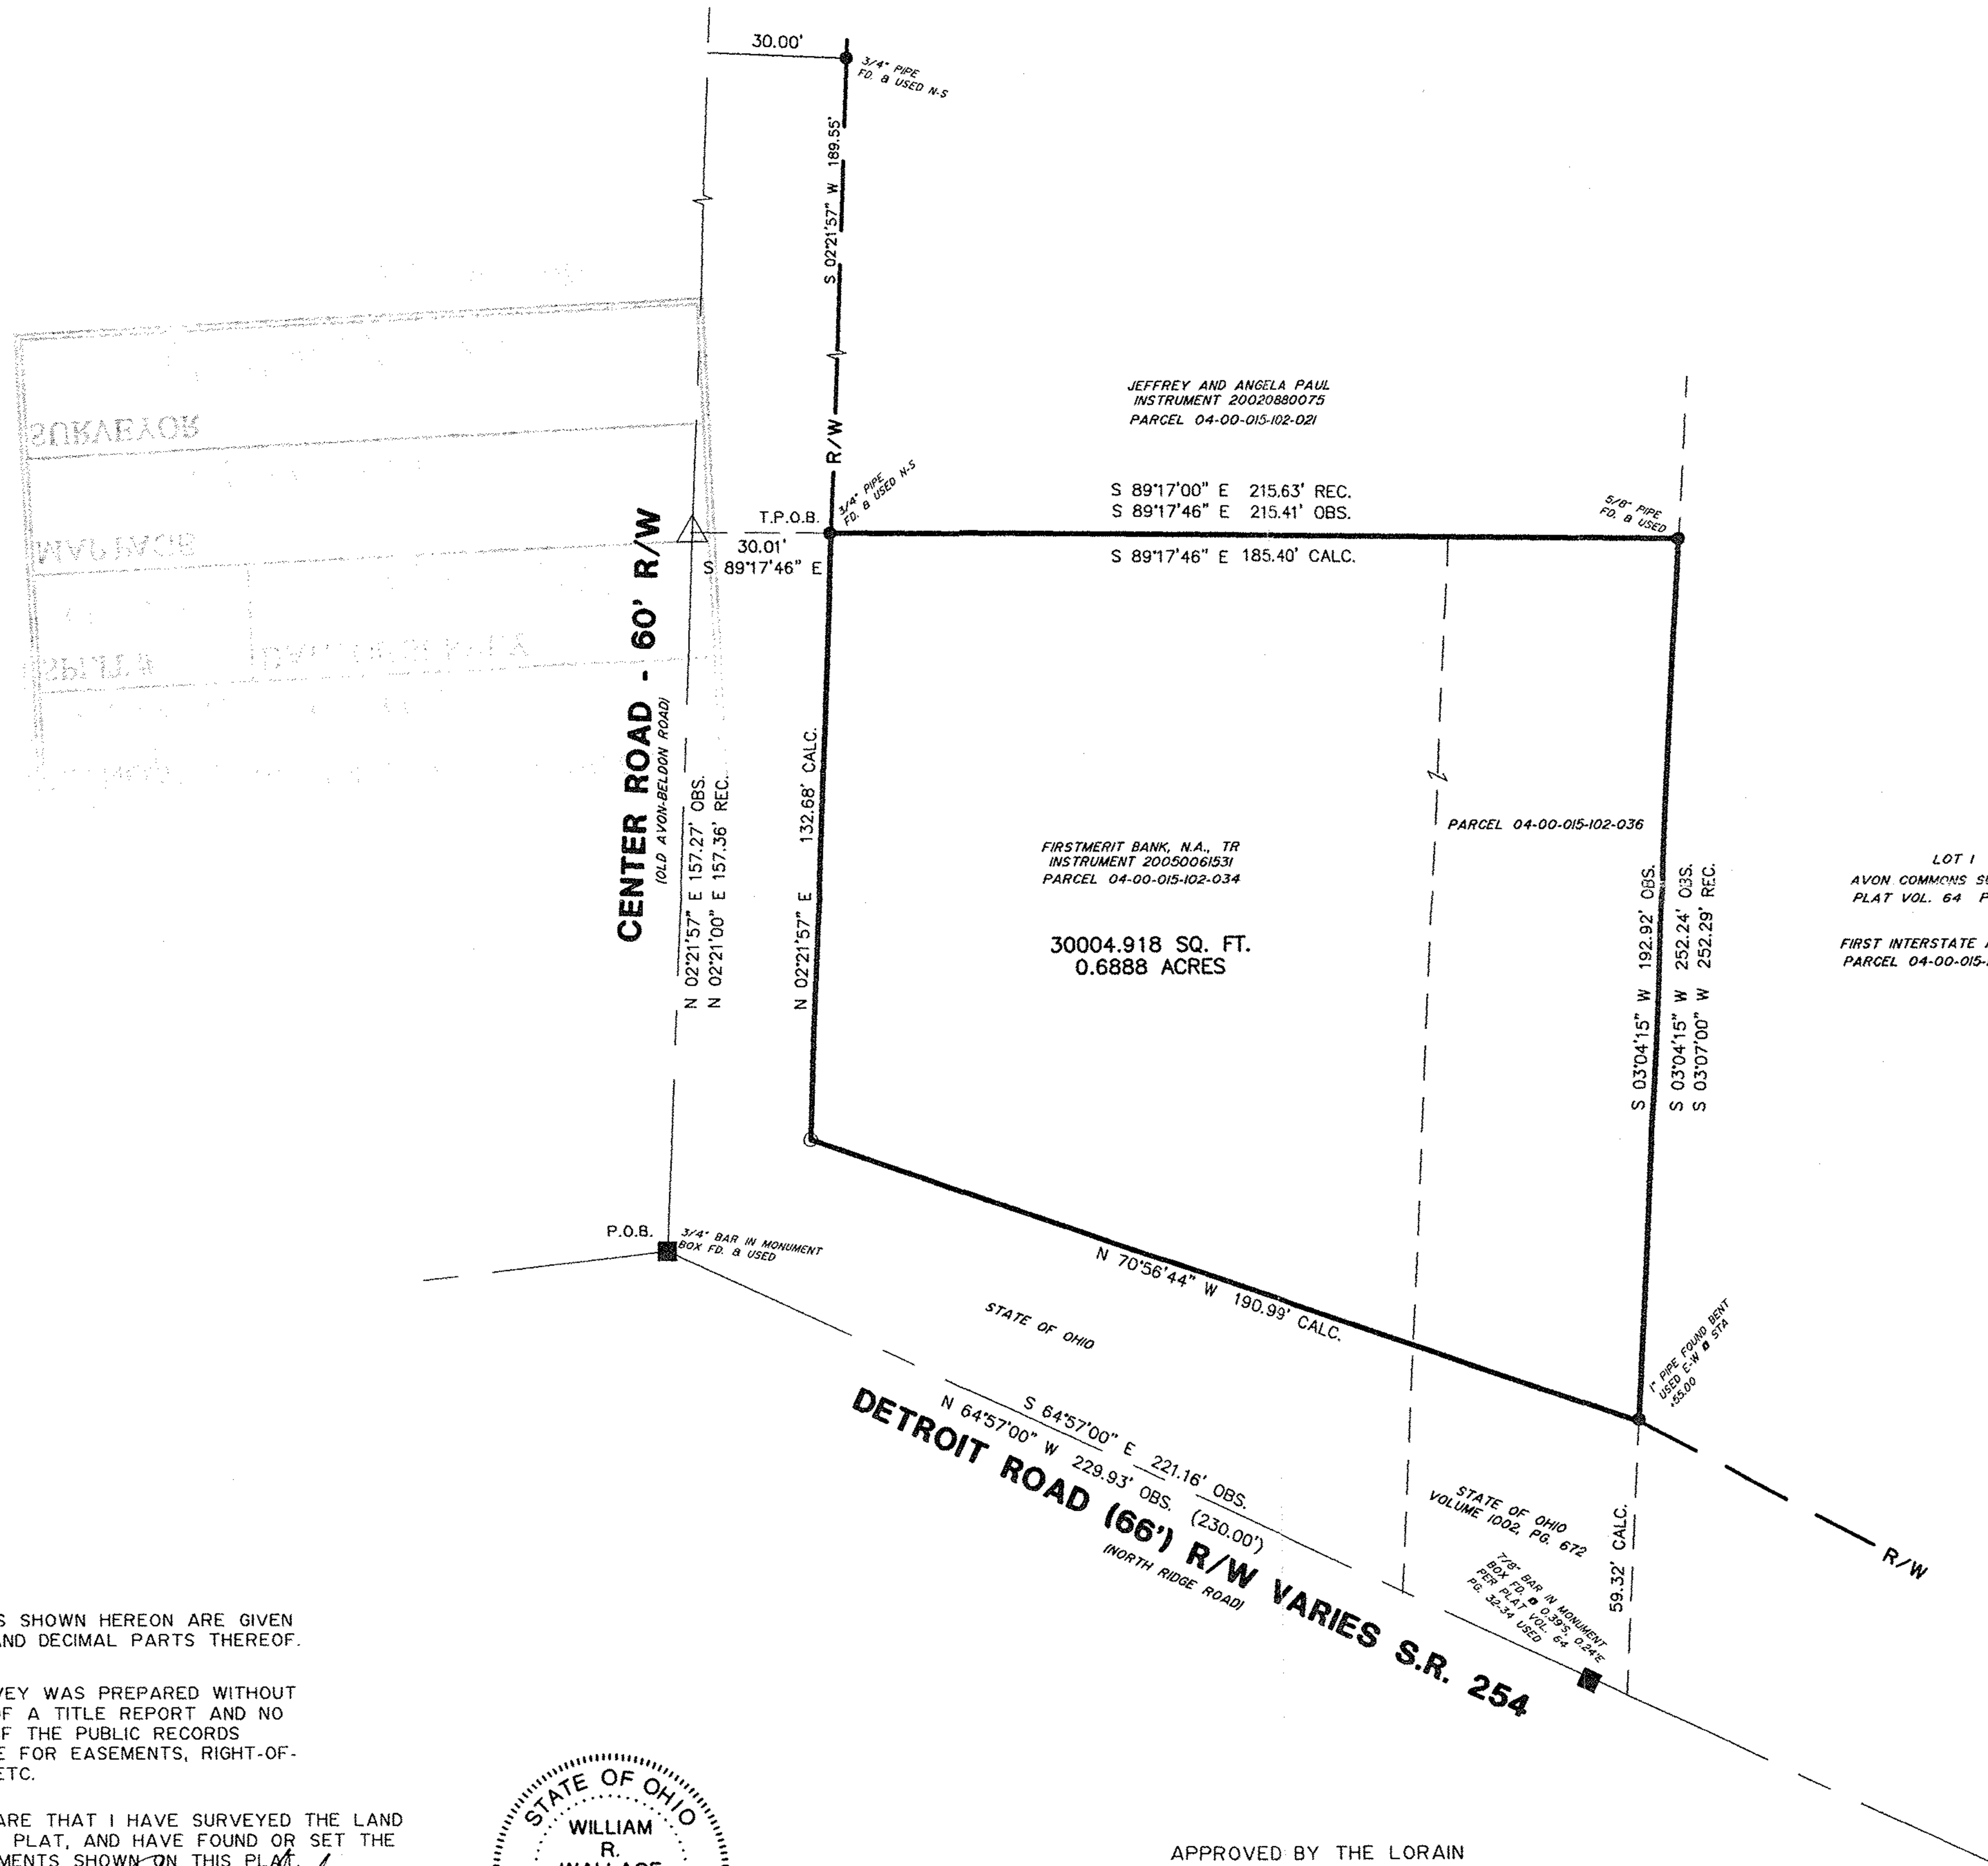 30.00'
3/4" PIPE
FD. & USED N-S
S 02°21'57" W 189.55'
R/W
JEFFREY AND ANGELA PAUL
INSTRUMENT 20020880075
PARCEL 04-00-015-102-021
SURVEYOR
MAP PAGE
SPLIT #
3/4" PIPE
FD. & USED N-S
T.P.O.B.
30.01'
S 89°17'46" E
S 89°17'00" E 215.63' REC.
S 89°17'46" E 215.41' OBS.
S 89°17'46" E 185.40' CALC.
5/8" PIPE
FD. & USED
CENTER ROAD - 60' R/W
(OLD AVON-BELDON ROAD)
N 02°21'57" E 157.27' OBS.
N 02°21'00" E 157.36' REC.
N 02°21'57" E 132.68' CALC.
FIRSTMERIT BANK, N.A., TR
INSTRUMENT 20050061531
PARCEL 04-00-015-102-034
30004.918 SQ. FT.
0.6888 ACRES
PARCEL 04-00-015-102-036
S 03°04'15" W 192.92' OBS.
S 03°04'15" W 252.24' OBS.
S 03°07'00" W 252.29' REC.
LOT 1
AVON COMMONS SU
PLAT VOL. 64 P
FIRST INTERSTATE A
PARCEL 04-00-015-
P.O.B.
3/4" BAR IN MONUMENT
BOX FD. & USED
N 70°56'44" W 190.99' CALC.
STATE OF OHIO
1" PIPE FOUND BENT
USED E-W @ STA
+55.00
S 64°57'00" E 221.16' OBS.
N 64°57'00" W 229.93' OBS. (230.00')
DETROIT ROAD (66') R/W VARIES S.R. 254
(NORTH RIDGE ROAD)
STATE OF OHIO
VOLUME 1002, PG. 672
7/8" BAR IN MONUMENT
BOX FD. @ 0.39'S, 0.24'E
PER PLAT VOL. 64
PG. 32-34 USED
59.32' CALC.
R/W
S SHOWN HEREON ARE GIVEN
AND DECIMAL PARTS THEREOF.
VEY WAS PREPARED WITHOUT
OF A TITLE REPORT AND NO
OF THE PUBLIC RECORDS
E FOR EASEMENTS, RIGHT-OF-
ETC.
ARE THAT I HAVE SURVEYED THE LAND
PLAT, AND HAVE FOUND OR SET THE
MENTS SHOWN ON THIS PLAT.
STATE OF OHIO
WILLIAM
R.
WALLACE
APPROVED BY THE LORAIN